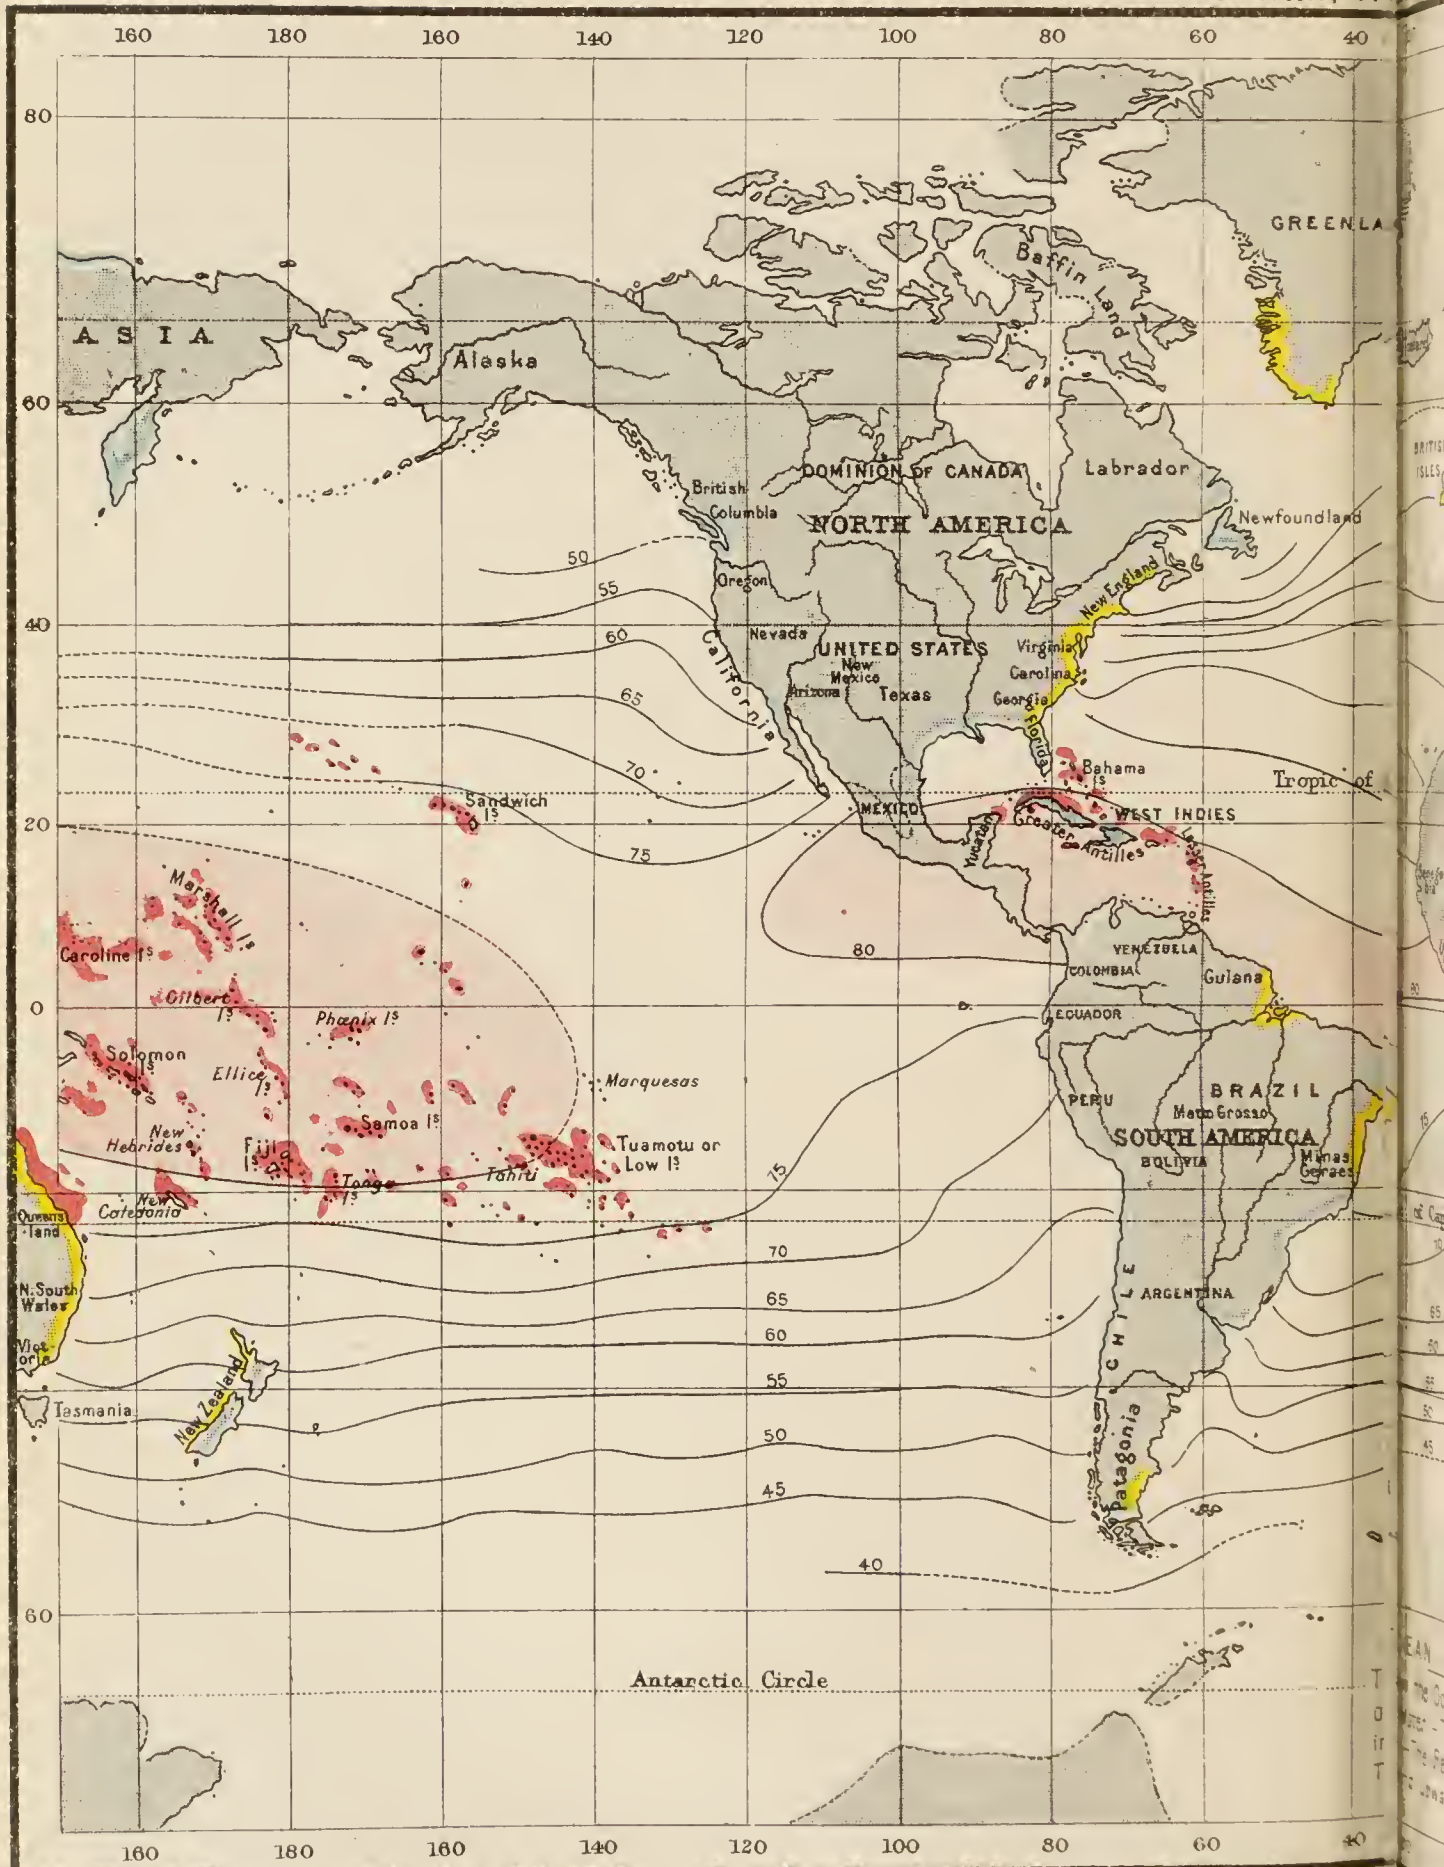 160 180 160 140 120 100 80 60 40
80
GREENLA
Baffin Land
ASIA
Alaska
60
DOMINION OF CANADA
Labrador
British
Columbia
NORTH AMERICA
Newfoundland
50
Oregon
New England
55
40
60
California
Nevada
UNITED STATES
Virginia
New
Mexico
Carolina
Arizona
Texas
Georgia
65
Florida
70
Bahama
Is
Tropic of
Sandwich
Is
MEXICO
WEST INDIES
20
Yucatan
Greater Antilles
Lesser Antilles
75
Marshall Is
Caroline Is
80
VENEZUELA
COLOMBIA
Guiana
Gilbert
Is
0
Phœnix Is
ECUADOR
Solomon
Is
Ellice
Is
Marquesas
BRAZIL
PERU
Matto Grosso
Samoa Is
New
Hebrides
Fiji
Is
Tuamotu or
Low Is
SOUTH AMERICA
BOLIVIA
Minas
Geraes
75
Tahiti
Tonga
Is
New
Caledonia
Queens
-land
70
N. South
Wales
65
CHILE
ARGENTINA
60
Vict
oria
55
New Zealand
Tasmania
Patagonia
50
45
40
60
Antarctic Circle
160 180 160 140 120 100 80 60 40
BRITISH
ISLES
EAN